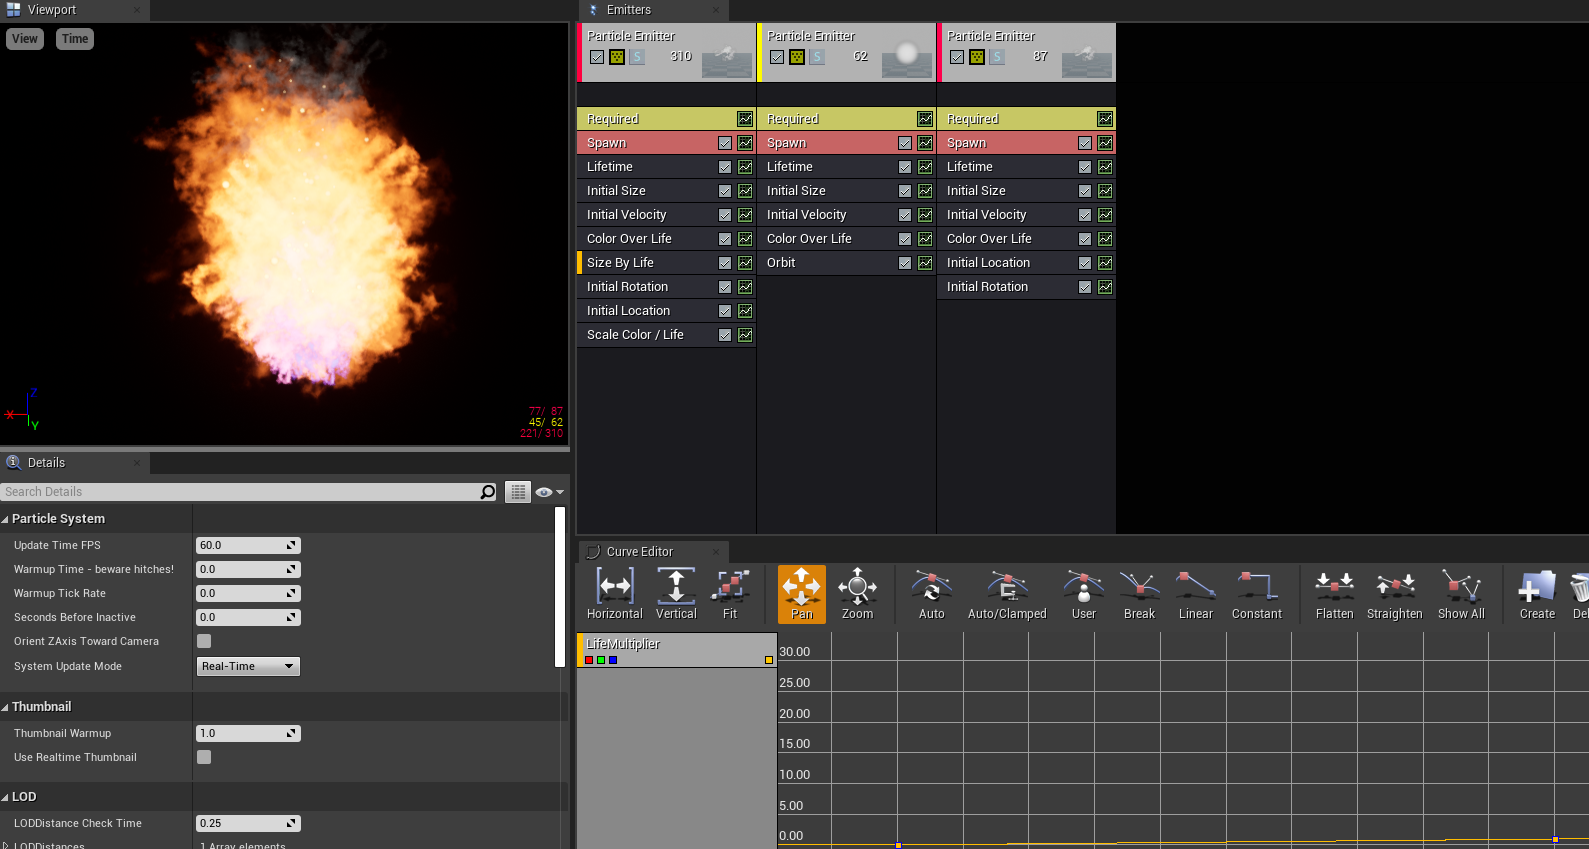 Viewport
View
Time
Z
X
Y
77/ 87
45/ 62
221/310
Emitters
Particle Emitter
S
310
Particle Emitter
S
62
Particle Emitter
S
87
Required
Spawn
Lifetime
Initial Size
Initial Velocity
Color Over Life
Size By Life
Initial Rotation
Initial Location
Scale Color / Life
Required
Spawn
Lifetime
Initial Size
Initial Velocity
Color Over Life
Orbit
Required
Spawn
Lifetime
Initial Size
Initial Velocity
Color Over Life
Initial Location
Initial Rotation
Details
Search Details
Particle System
Update Time FPS
60.0
Warmup Time - beware hitches!
0.0
Warmup Tick Rate
0.0
Seconds Before Inactive
0.0
Orient ZAxis Toward Camera
System Update Mode
Real-Time
Thumbnail
Thumbnail Warmup
1.0
Use Realtime Thumbnail
LOD
LODDistance Check Time
0.25
LODDistances
1 Array elements
Curve Editor
Horizontal
Vertical
Fit
Pan
Zoom
Auto
Auto/Clamped
User
Break
Linear
Constant
Flatten
Straighten
Show All
Create
Del
LifeMultiplier
30.00
25.00
20.00
15.00
10.00
5.00
0.00